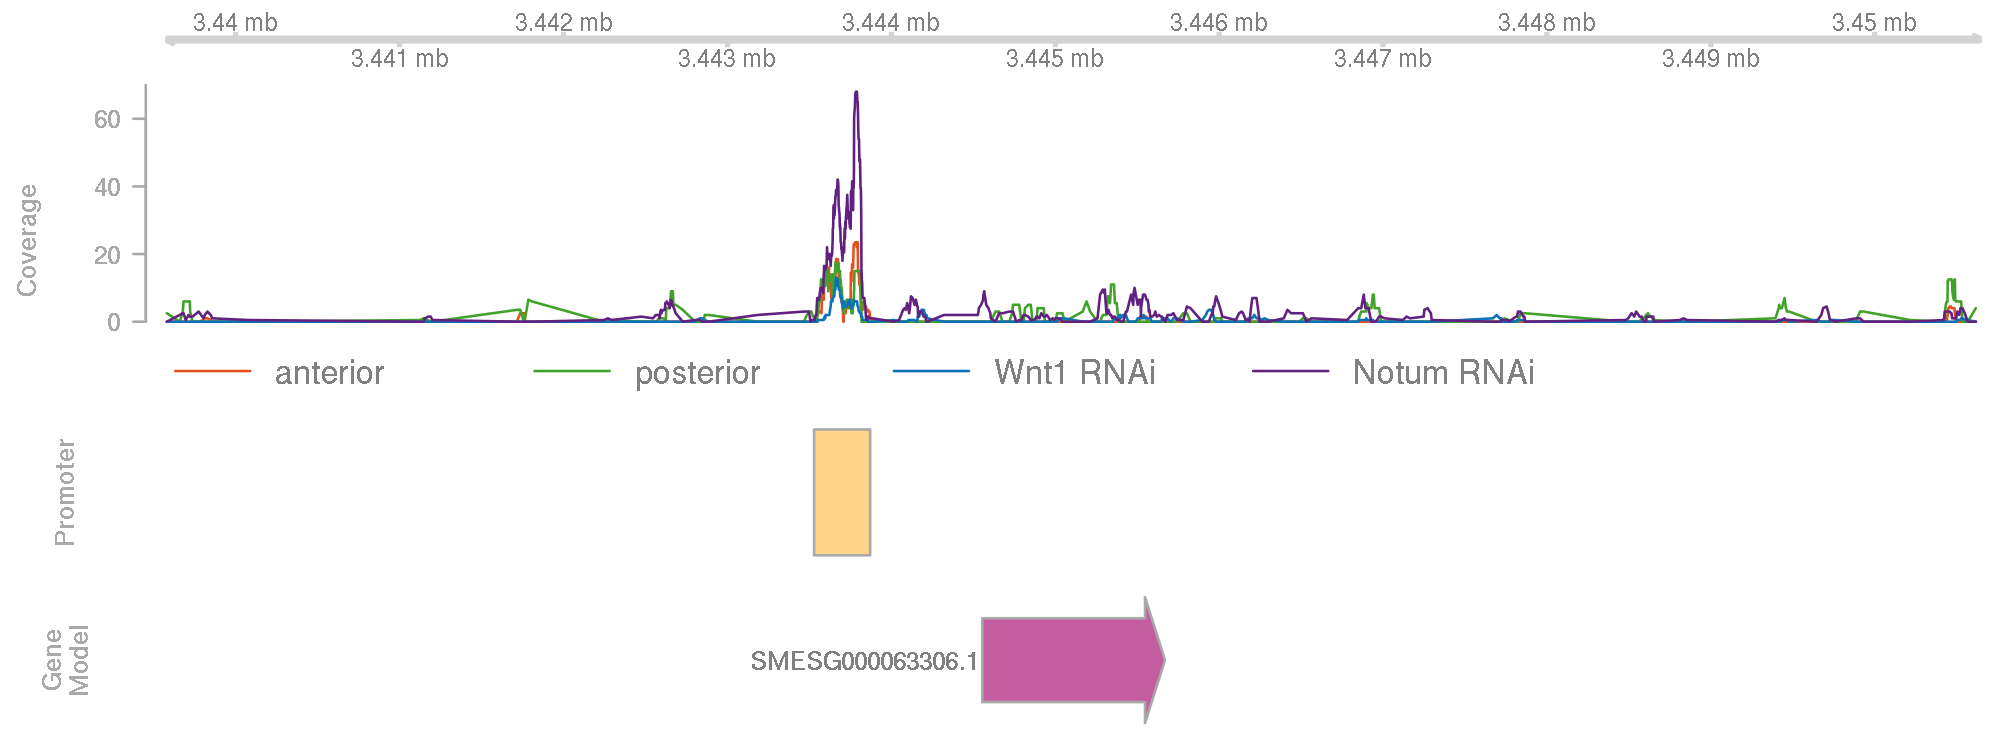 3.44 mb 3.442 mb 3.444 mb 3.446 mb 3.448 mb 3.45 mb
3.441 mb 3.443 mb 3.445 mb 3.447 mb 3.449 mb
Coverage
60
40
20
0
anterior posterior Wnt1 RNAi Notum RNAi
Promoter
Gene
Model
SMESG000063306.1